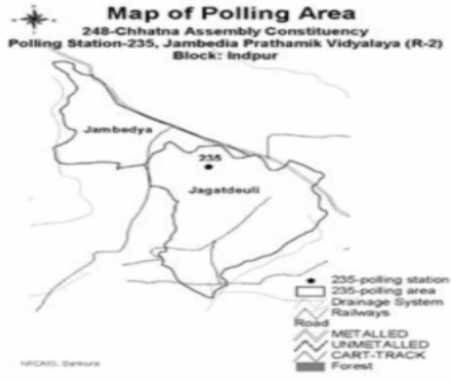 Map of Polling Area
248-Chhatna Assembly Constituency
Polling Station-235, Jambedia Prathamik Vidyalaya (R-2)
Block: Indpur
Jambedya
235
Jagatdeuli
235-polling station
235-polling area
Drainage System
Railways
Road
METALLED
UNMETALLED
CART-TRACK
Forest
NRDMS, Bankura